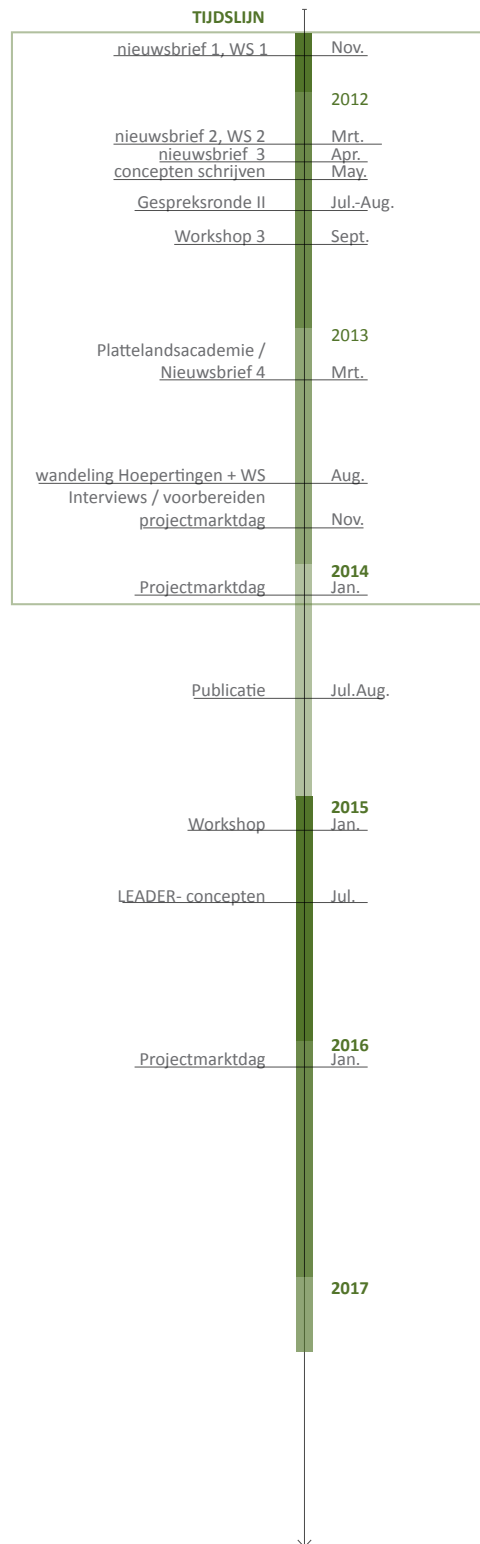 TIJDSLIJN
nieuwsbrief 1, WS 1 Nov.
2012
nieuwsbrief 2, WS 2 Mrt.
nieuwsbrief 3 Apr.
concepten schrijven May.
Gespreksronde II Jul.-Aug.
Workshop 3 Sept.
2013
Plattelandsacademie /
Nieuwsbrief 4 Mrt.
wandeling Hoepertingen + WS Aug.
Interviews / voorbereiden
projectmarktdag Nov.
2014
Projectmarktdag Jan.
Publicatie Jul.Aug.
2015
Workshop Jan.
LEADER- concepten Jul.
2016
Projectmarktdag Jan.
2017